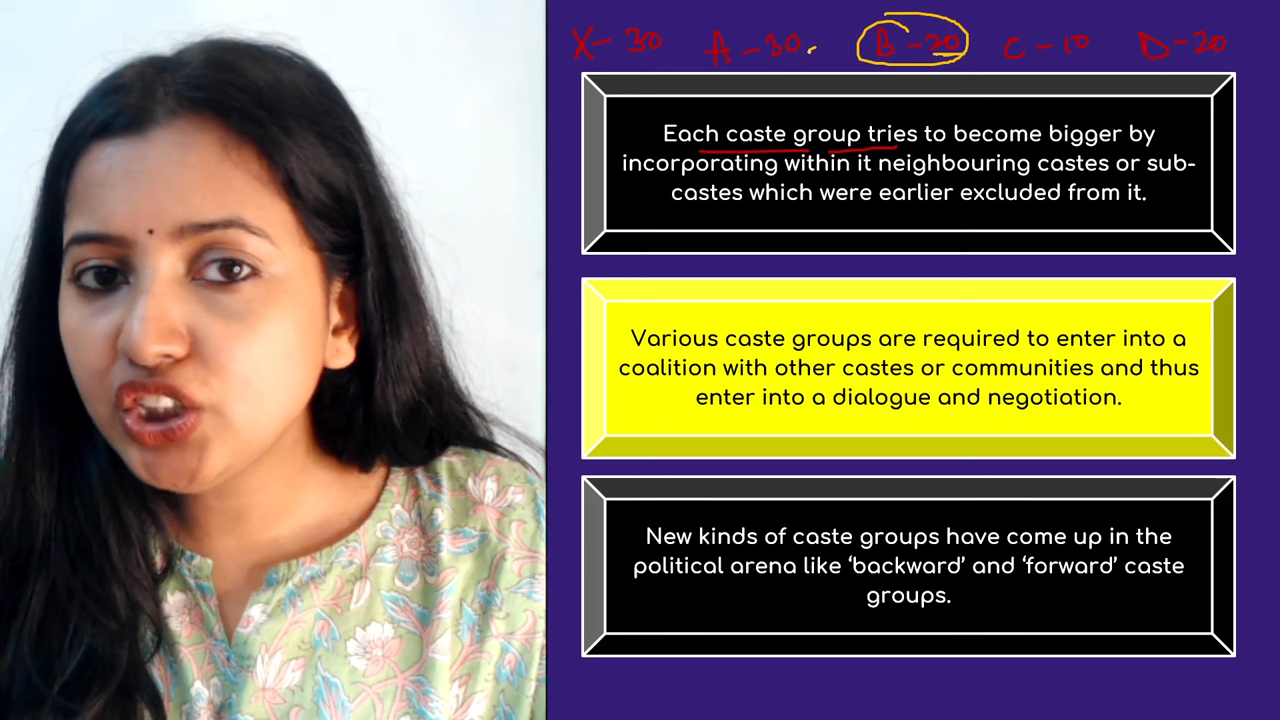 X-30 A-30. B-20 C-10 D-20
Each caste group tries to become bigger by
incorporating within it neighbouring castes or sub-
castes which were earlier excluded from it.
Various caste groups are required to enter into a
coalition with other castes or communities and thus
enter into a dialogue and negotiation.
New kinds of caste groups have come up in the
political arena like ‘backward’ and ‘forward’ caste
groups.